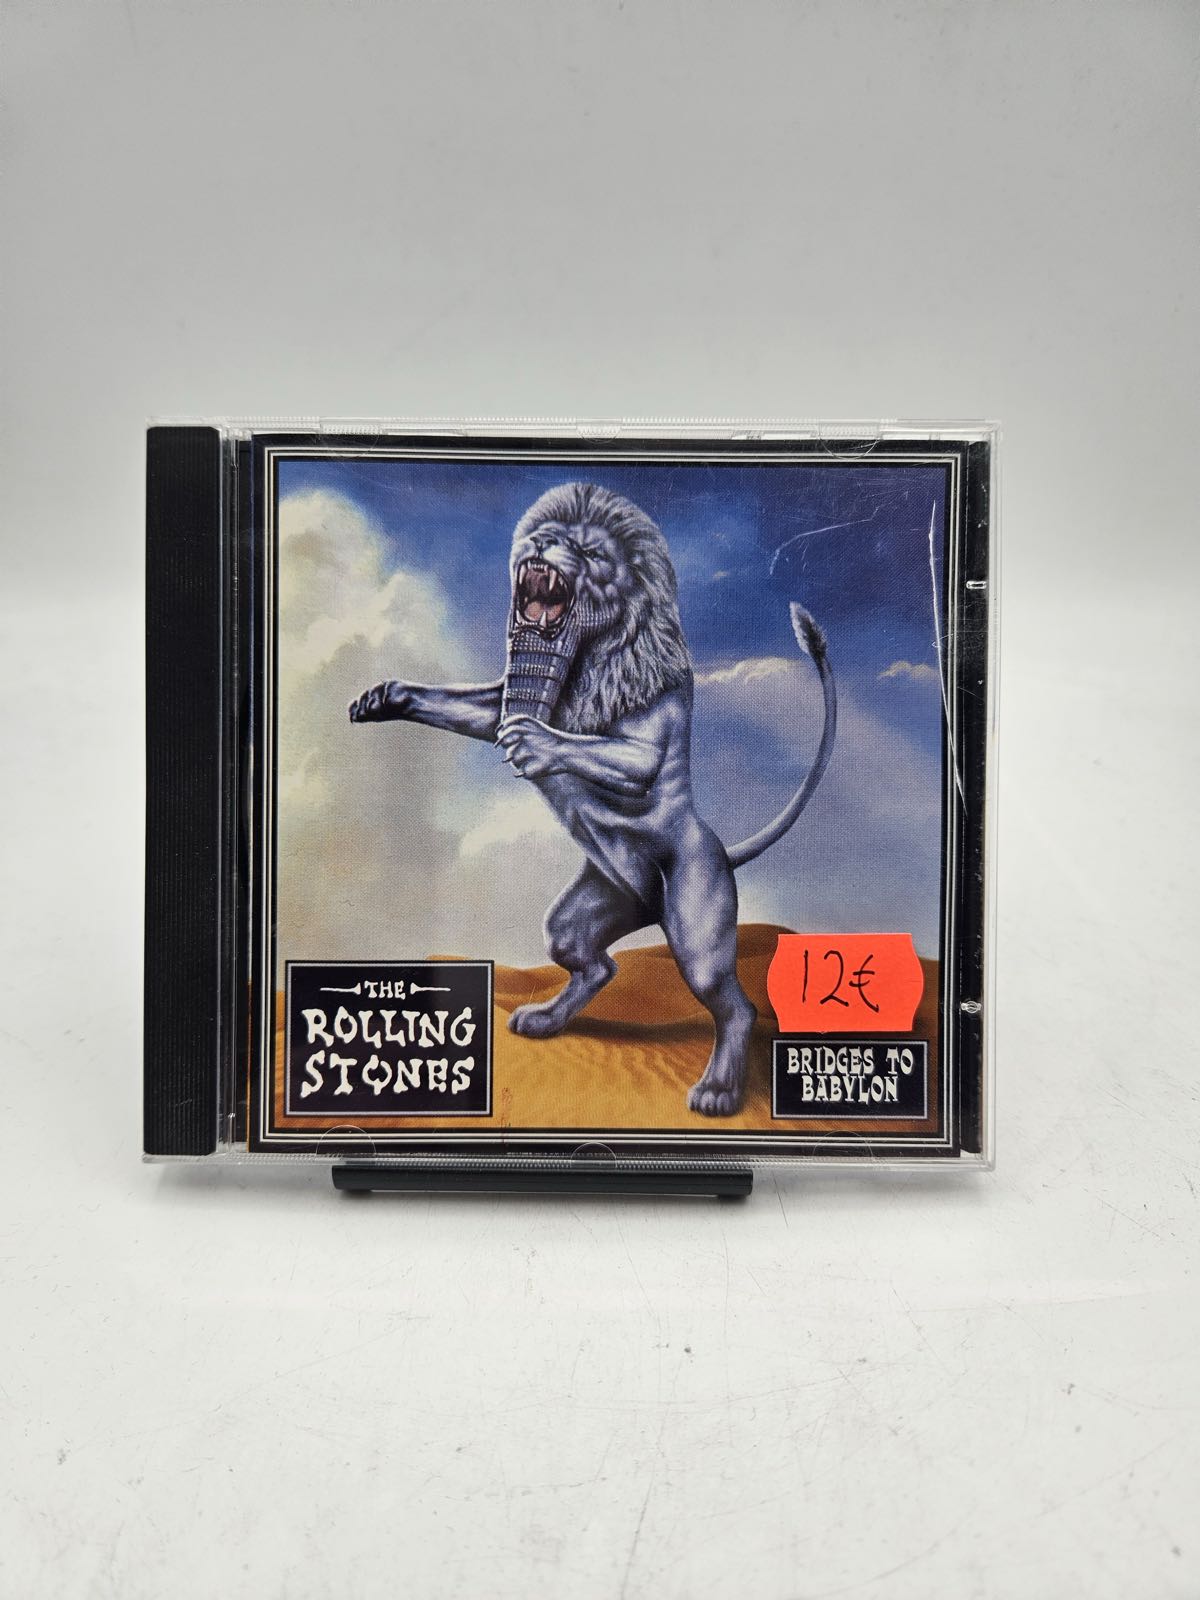 THE
ROLLING
STONES
12€
BRIDGES TO
BABYLON